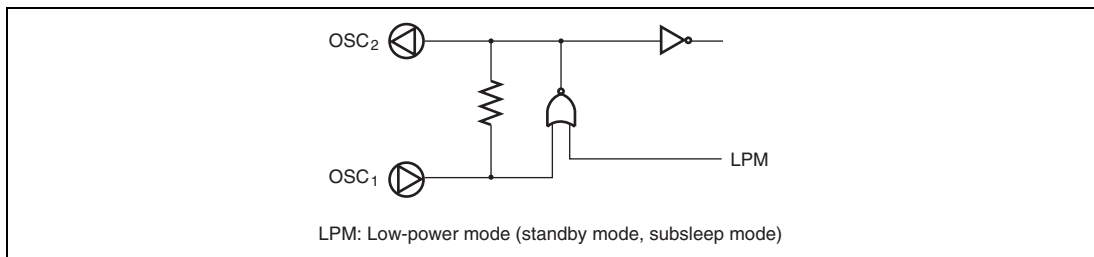 OSC2
OSC1
LPM
LPM: Low-power mode (standby mode, subsleep mode)